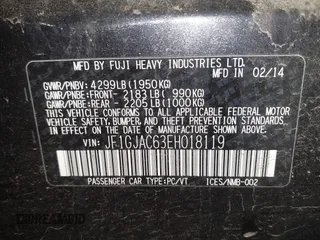 MFD BY FUJI HEAVY INDUSTRIES LTD.
MFD IN 02/14
GVWR/PNBV: 4299LB(1950KG)
GAWR/PNBE:FRONT- 2183LB( 990KG)
GAWR/PNBE:REAR - 2205LB(1000KG)
THIS VEHICLE CONFORMS TO ALL APPLICABLE
U.S. FEDERAL MOTOR VEHICLE
SAFETY, BUMPER, AND THEFT PREVENTION STANDARDS
IN EFFECT ON THE DATE OF MANUFACTURE SHOWN ABOVE.
VIN: JF1GJAC63EH018119
PASSENGER CAR TYPE:PC/VT ICES/NMB-002